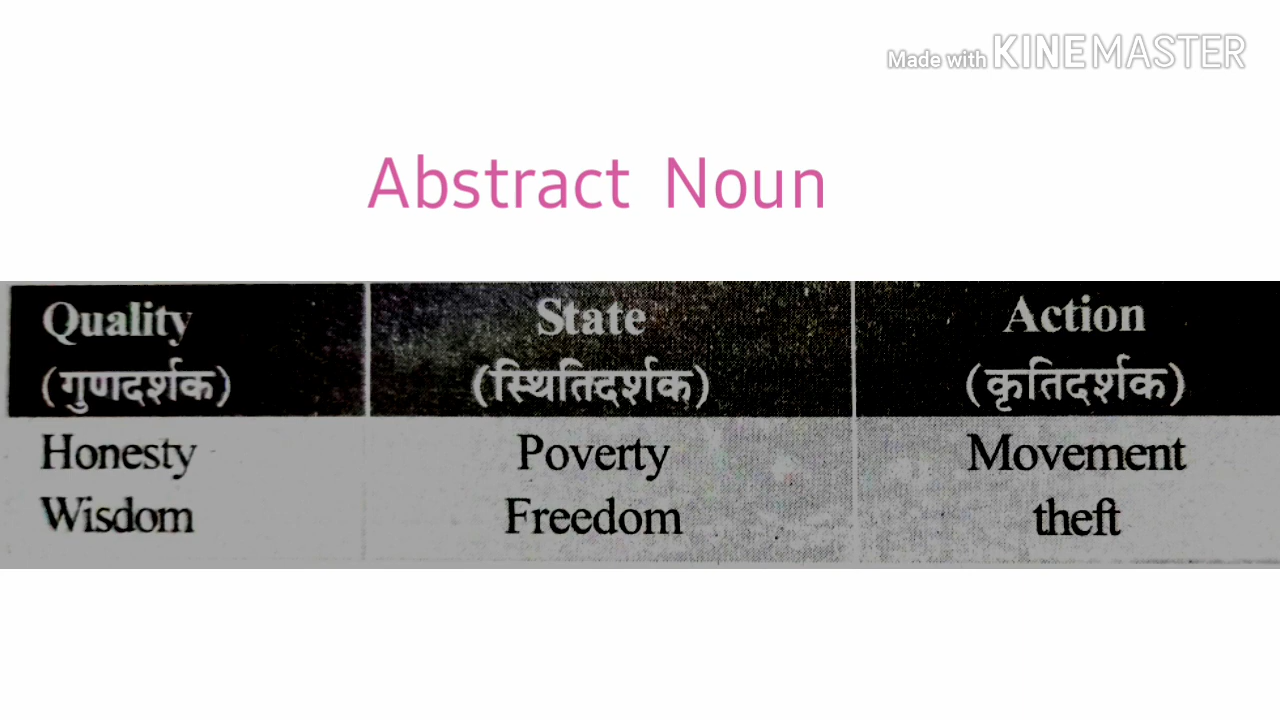 Made with KINEMASTER
Abstract Noun
Quality State Action
(गुणदर्शक) (स्थितिदर्शक) (कृतिदर्शक)
Honesty Poverty Movement
Wisdom Freedom theft